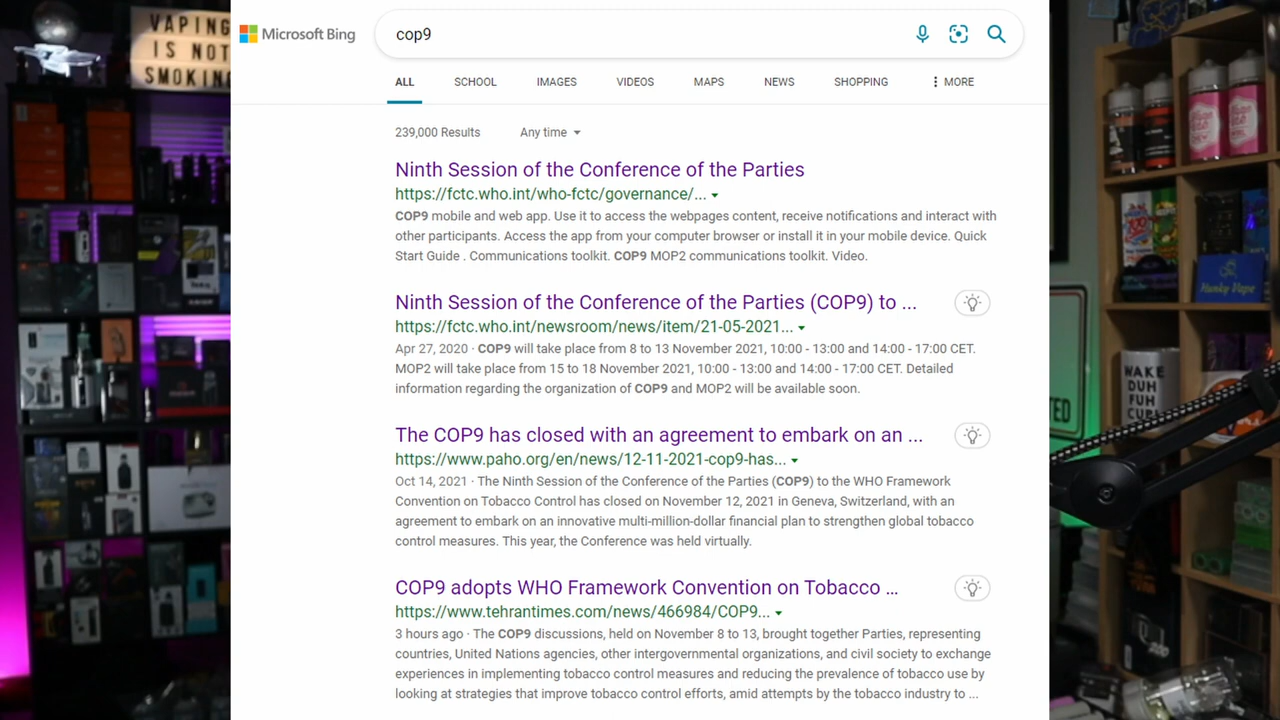 VAPING
IS NOT
SMOKIN
Microsoft Bing
cop9
ALL SCHOOL IMAGES VIDEOS MAPS NEWS SHOPPING MORE
239,000 Results Any time
Ninth Session of the Conference of the Parties
https://fctc.who.int/who-fctc/governance/...
COP9 mobile and web app. Use it to access the webpages content, receive notifications and interact with
other participants. Access the app from your computer browser or install it in your mobile device. Quick
Start Guide . Communications toolkit. COP9 MOP2 communications toolkit. Video.
Ninth Session of the Conference of the Parties (COP9) to ...
https://fctc.who.int/newsroom/news/item/21-05-2021...
Apr 27, 2020 · COP9 will take place from 8 to 13 November 2021, 10:00 - 13:00 and 14:00 - 17:00 CET.
MOP2 will take place from 15 to 18 November 2021, 10:00 - 13:00 and 14:00 - 17:00 CET. Detailed
information regarding the organization of COP9 and MOP2 will be available soon.
The COP9 has closed with an agreement to embark on an ...
https://www.paho.org/en/news/12-11-2021-cop9-has...
Oct 14, 2021 · The Ninth Session of the Conference of the Parties (COP9) to the WHO Framework
Convention on Tobacco Control has closed on November 12, 2021 in Geneva, Switzerland, with an
agreement to embark on an innovative multi-million-dollar financial plan to strengthen global tobacco
control measures. This year, the Conference was held virtually.
COP9 adopts WHO Framework Convention on Tobacco ...
https://www.tehrantimes.com/news/466984/COP9...
3 hours ago · The COP9 discussions, held on November 8 to 13, brought together Parties, representing
countries, United Nations agencies, other intergovernmental organizations, and civil society to exchange
experiences in implementing tobacco control measures and reducing the prevalence of tobacco use by
looking at strategies that improve tobacco control efforts, amid attempts by the tobacco industry to ...
Hunky Vape
WAKE
DUH
FUH
CUP
TED